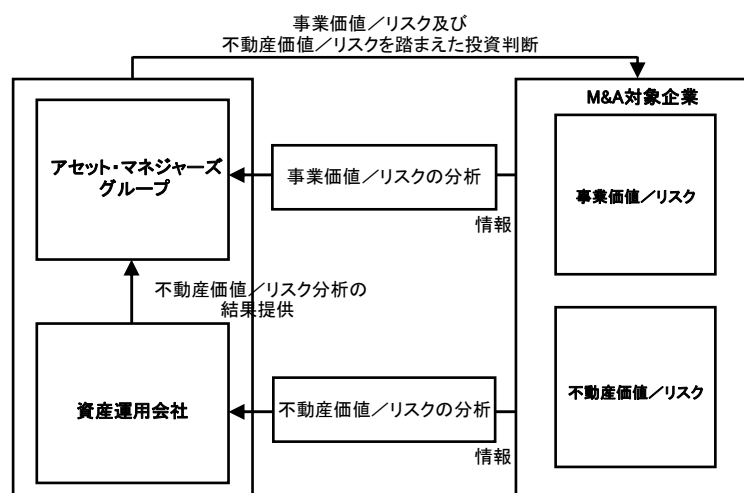 事業価値／リスク及び
不動産価値／リスクを踏まえた投資判断
M&A対象企業
アセット・マネジャーズ
グループ
事業価値／リスクの分析
事業価値／リスク
情報
不動産価値／リスク分析の
結果提供
資産運用会社
不動産価値／リスクの分析
不動産価値／リスク
情報